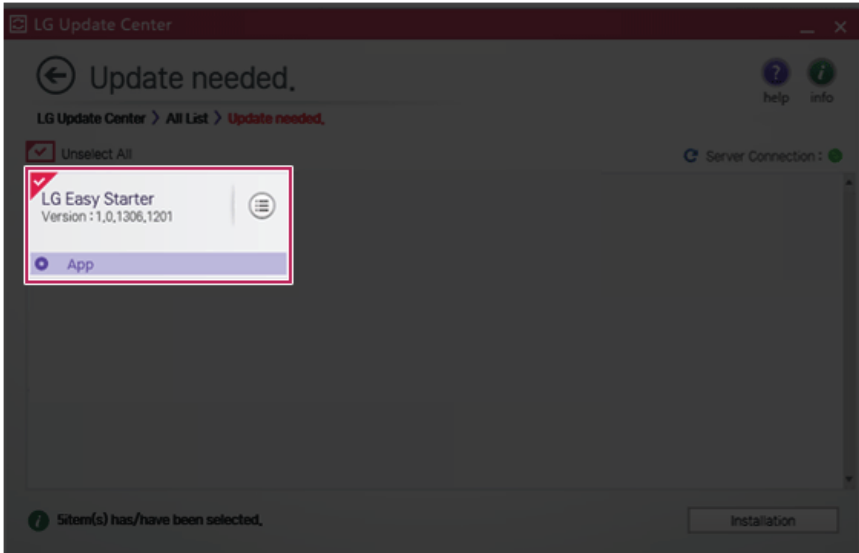 LG Update Center
Update needed.
help info
LG Update Center > All List > Update needed.
Unselect All
Server Connection :
LG Easy Starter
Version : 1.0.1306.1201
App
5item(s) has/have been selected.
Installation